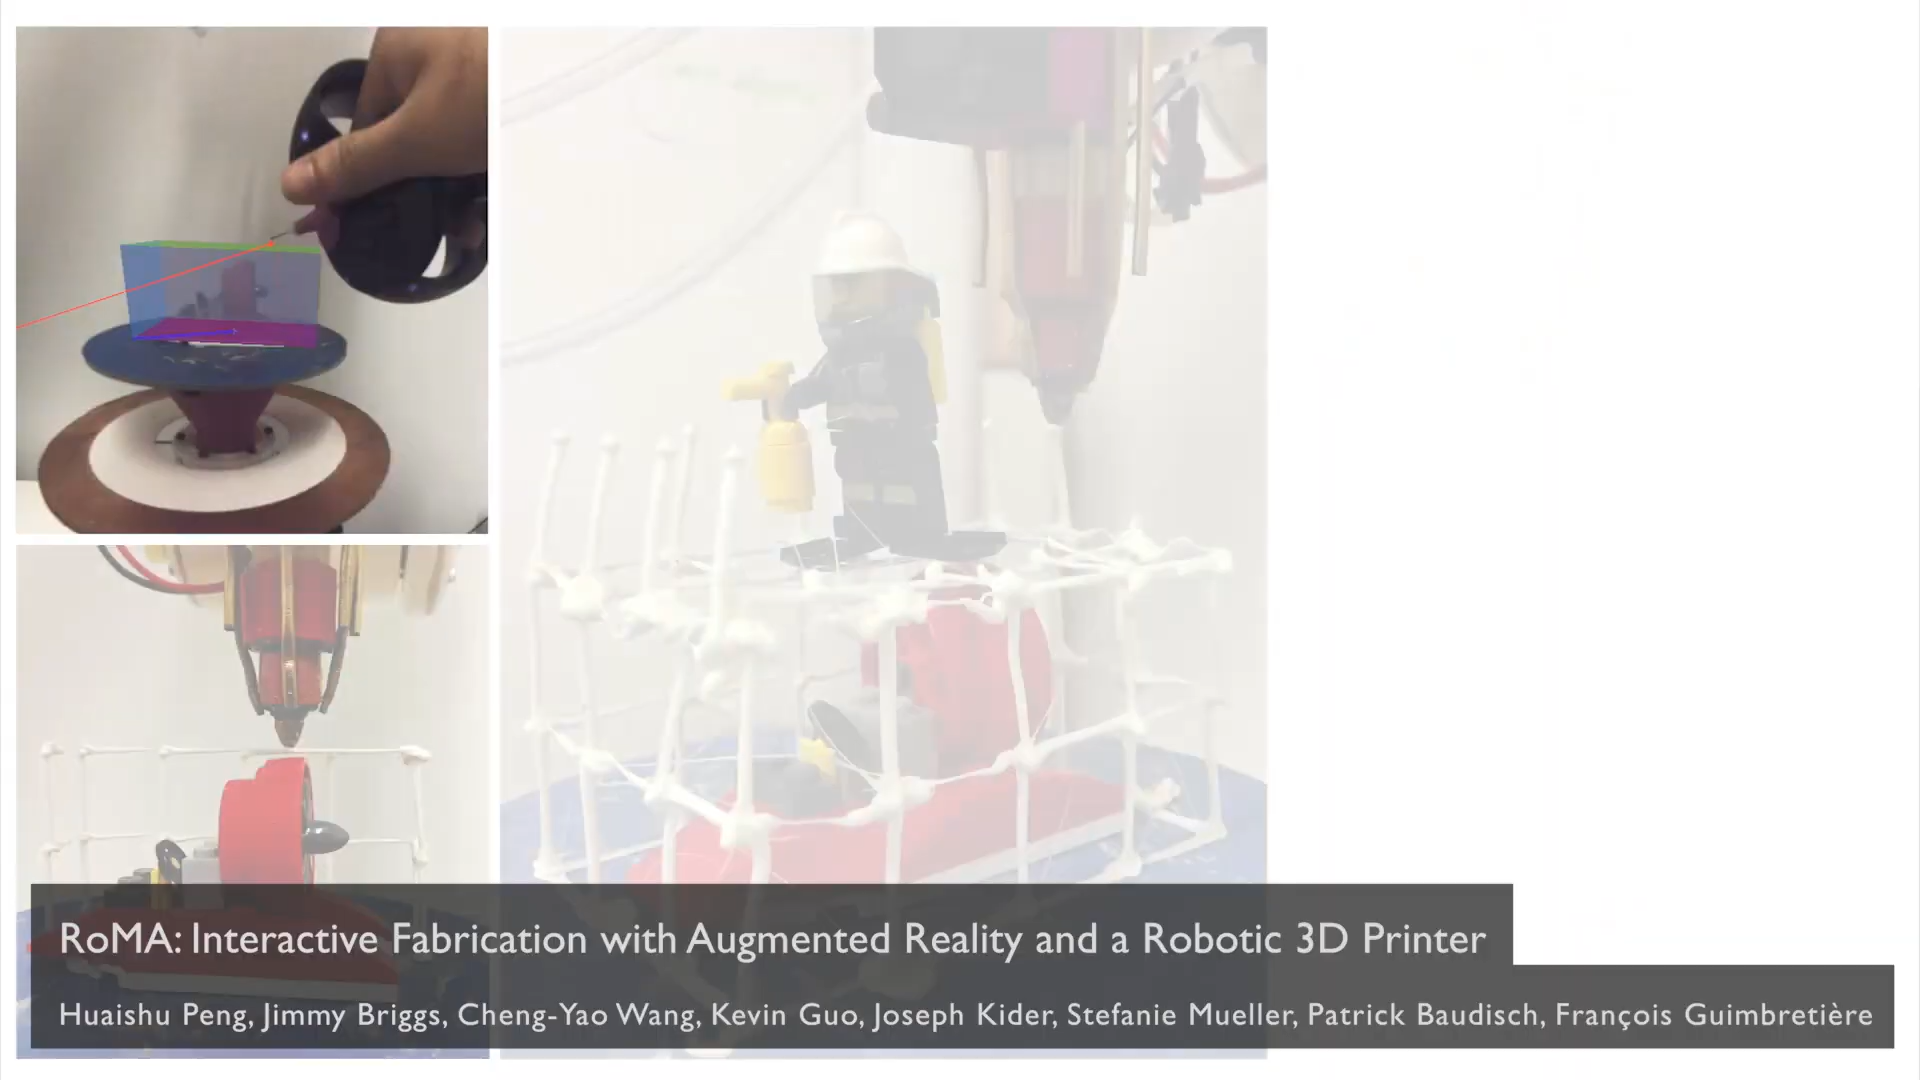 RoMA: Interactive Fabrication with Augmented Reality and a Robotic 3D Printer
Huaishu Peng, Jimmy Briggs, Cheng-Yao Wang, Kevin Guo, Joseph Kider, Stefanie Mueller, Patrick Baudisch, François Guimbretière